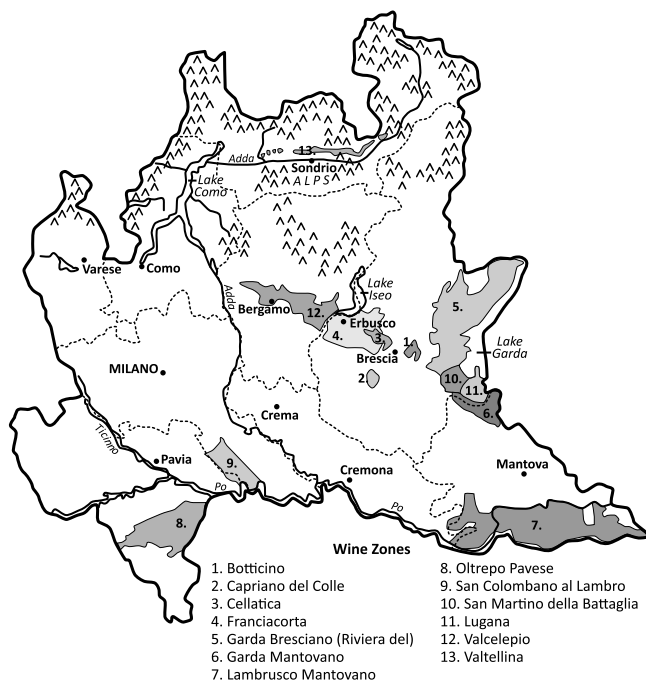 13.
Adda
Sondrio
ALPS
Lake
Como
Varese
Como
Adda
Bergamo
12.
Lake
Iseo
Erbusco
4.
3.
1.
Brescia
2
5.
Lake
Garda
10.
11.
6.
MILANO
Crema
Ticinno
Pavia
9.
Po
Cremona
Po
Mantova
8.
7.
Wine Zones
1. Botticino
2. Capriano del Colle
3. Cellatica
4. Franciacorta
5. Garda Bresciano (Riviera del)
6. Garda Mantovano
7. Lambrusco Mantovano
8. Oltrepo Pavese
9. San Colombano al Lambro
10. San Martino della Battaglia
11. Lugana
12. Valcelepio
13. Valtellina